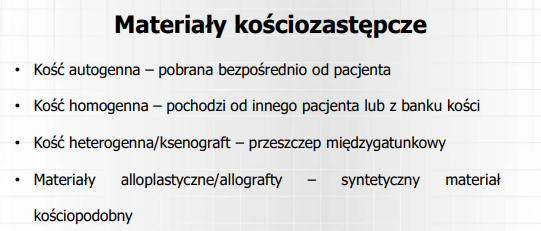 Materiały kościozastępcze
• Kość autogenna – pobrana bezpośrednio od pacjenta
• Kość homogenna – pochodzi od innego pacjenta lub z banku kości
• Kość heterogenna/ksenograft – przeszczep międzygatunkowy
• Materiały alloplastyczne/allografty – syntetyczny materiał
kościopodobny